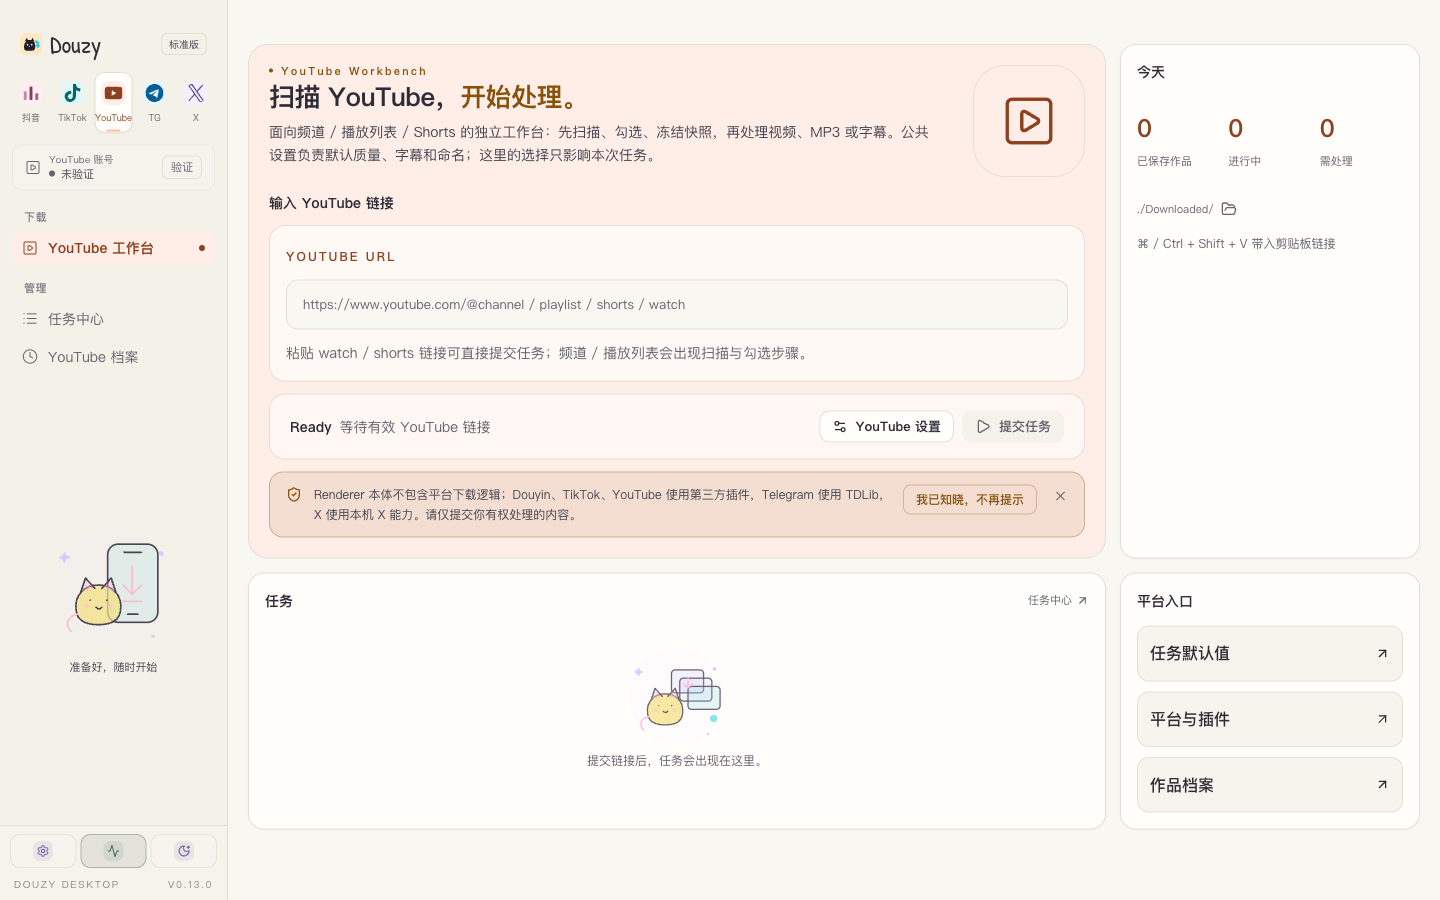 Douzy
标准版
抖音
TikTok
YouTube
TG
X
YouTube 账号
未验证
验证
下载
YouTube 工作台
管理
任务中心
YouTube 档案
准备好，随时开始
DOUZY DESKTOP
V0.13.0
YouTube Workbench
扫描 YouTube，开始处理。
面向频道 / 播放列表 / Shorts 的独立工作台：先扫描、勾选、冻结快照，再处理视频、MP3 或字幕。公共
设置负责默认质量、字幕和命名；这里的选择只影响本次任务。
输入 YouTube 链接
YOUTUBE URL
https://www.youtube.com/@channel / playlist / shorts / watch
粘贴 watch / shorts 链接可直接提交任务；频道 / 播放列表会出现扫描与勾选步骤。
Ready 等待有效 YouTube 链接
YouTube 设置
提交任务
Renderer 本体不包含平台下载逻辑；Douyin、TikTok、YouTube 使用第三方插件，Telegram 使用 TDLib，
X 使用本机 X 能力。请仅提交你有权处理的内容。
我已知晓，不再提示
任务
任务中心
提交链接后，任务会出现在这里。
今天
0 0 0
已保存作品 进行中 需处理
./Downloaded/
⌘ / Ctrl + Shift + V 带入剪贴板链接
平台入口
任务默认值
平台与插件
作品档案